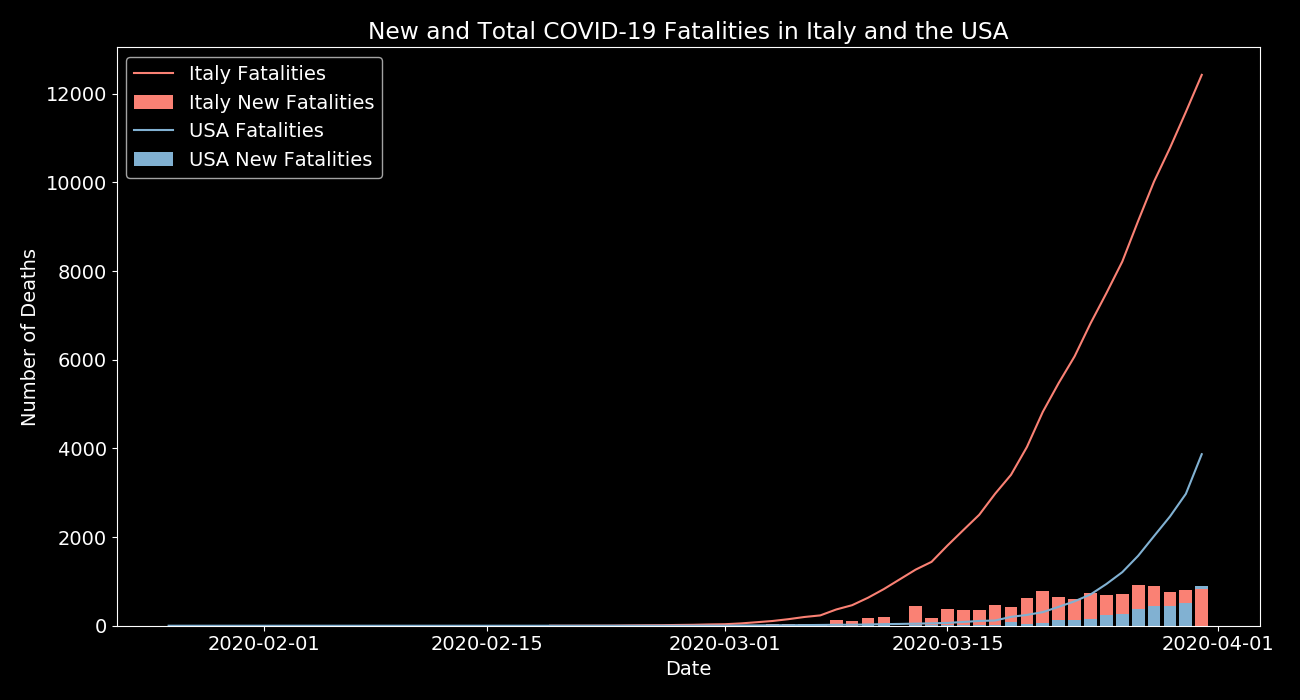 New and Total COVID-19 Fatalities in Italy and the USA
Italy Fatalities
Italy New Fatalities
USA Fatalities
USA New Fatalities
12000
10000
8000
6000
4000
2000
0
Number of Deaths
2020-02-01
2020-02-15
2020-03-01
2020-03-15
2020-04-01
Date